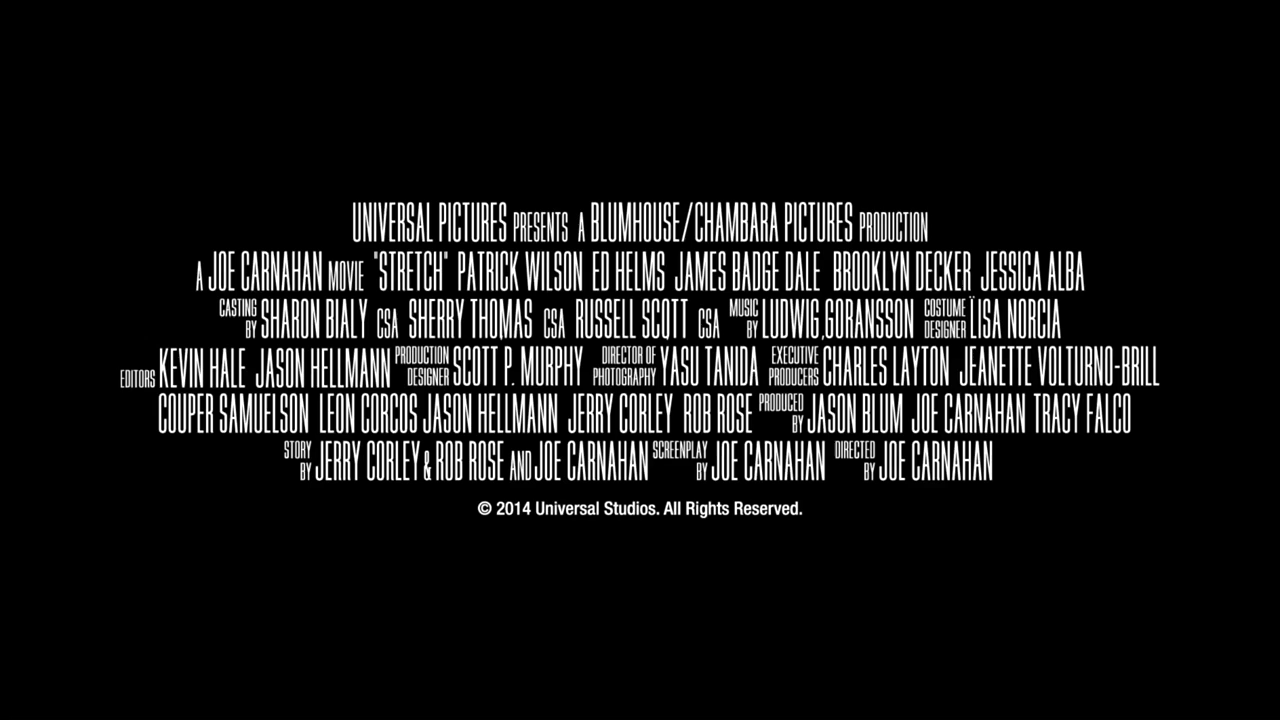 UNIVERSAL PICTURES PRESENTS A BLUMHOUSE/CHAMBARA PICTURES PRODUCTION
A JOE CARNAHAN MOVIE "STRETCH" PATRICK WILSON ED HELMS JAMES BADGE DALE BROOKLYN DECKER JESSICA ALBA
CASTING BY SHARON BIALY CSA SHERRY THOMAS CSA RUSSELL SCOTT CSA MUSIC BY LUDWIG GORANSSON COSTUME DESIGNER LISA NORCIA
EDITORS KEVIN HALE JASON HELLMANN PRODUCTION DESIGNER SCOTT P. MURPHY DIRECTOR OF PHOTOGRAPHY YASU TANIDA EXECUTIVE PRODUCERS CHARLES LAYTON JEANETTE VOLTURNO-BRILL
COUPER SAMUELSON LEON CORCOS JASON HELLMANN JERRY CORLEY ROB ROSE PRODUCED BY JASON BLUM JOE CARNAHAN TRACY FALCO
STORY BY JERRY CORLEY & ROB ROSE AND JOE CARNAHAN SCREENPLAY BY JOE CARNAHAN DIRECTED BY JOE CARNAHAN
© 2014 Universal Studios. All Rights Reserved.